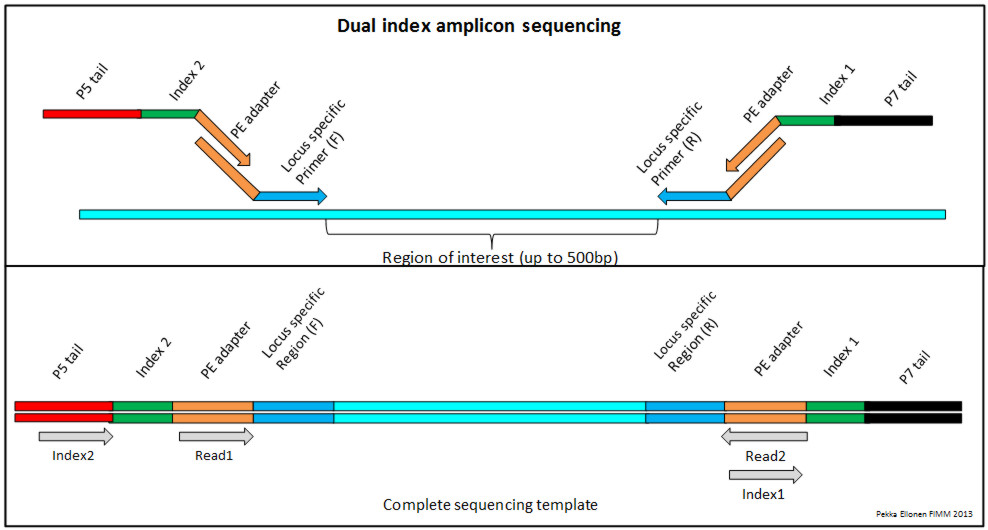 Dual index amplicon sequencing
P5 tail
Index 2
PE adapter
Locus specific
Primer (F)
Locus specific
Primer (R)
PE adapter
Index 1
P7 tail
Region of interest (up to 500bp)
P5 tail
Index 2
PE adapter
Locus specific
Region (F)
Locus specific
Region (R)
PE adapter
Index 1
P7 tail
Index2
Read1
Read2
Index1
Complete sequencing template
Pekka Ellonen FIMM 2013